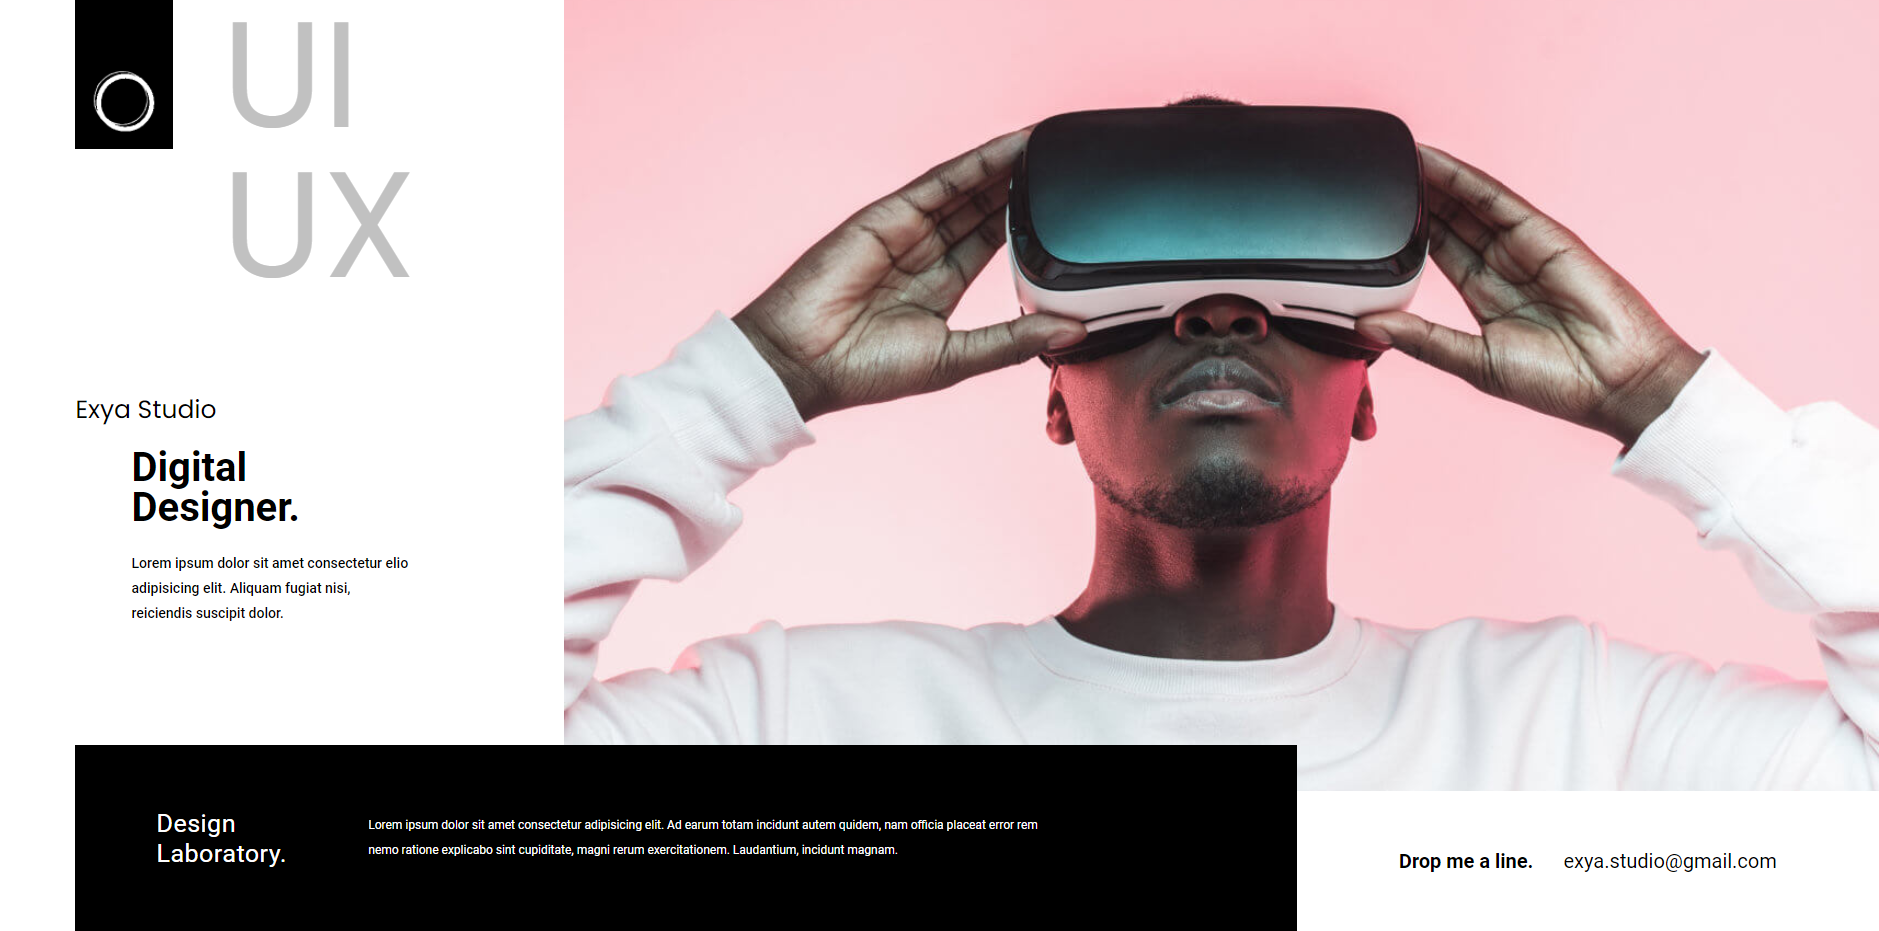 UI
UX
Exya Studio
Digital
Designer.
Lorem ipsum dolor sit amet consectetur elio
adipisicing elit. Aliquam fugiat nisi,
reiciendis suscipit dolor.
Design
Laboratory.
Lorem ipsum dolor sit amet consectetur adipisicing elit. Ad earum totam incidunt autem quidem, nam officia placeat error rem
nemo ratione explicabo sint cupiditate, magni rerum exercitationem. Laudantium, incidunt magnam.
Drop me a line. exya.studio@gmail.com